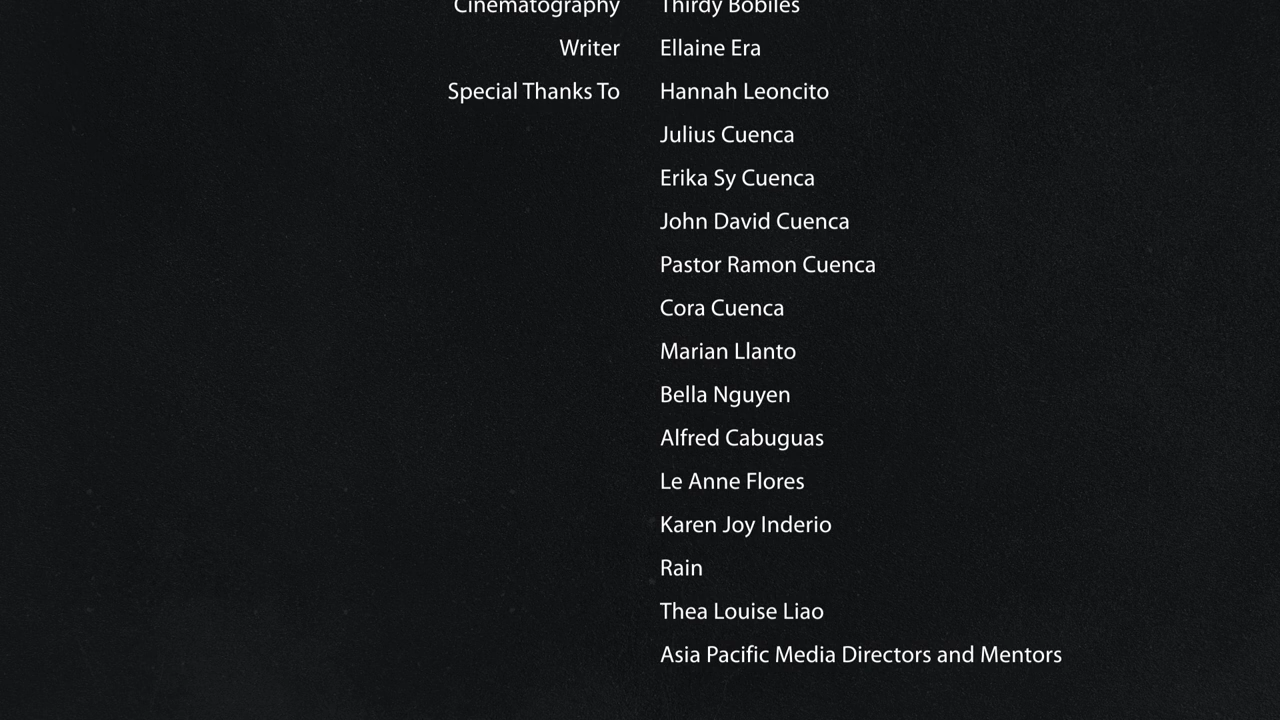 Cinematography Thirdy Bobiles
Writer Ellaine Era
Special Thanks To Hannah Leoncito
Julius Cuenca
Erika Sy Cuenca
John David Cuenca
Pastor Ramon Cuenca
Cora Cuenca
Marian Llanto
Bella Nguyen
Alfred Cabuguas
Le Anne Flores
Karen Joy Inderio
Rain
Thea Louise Liao
Asia Pacific Media Directors and Mentors